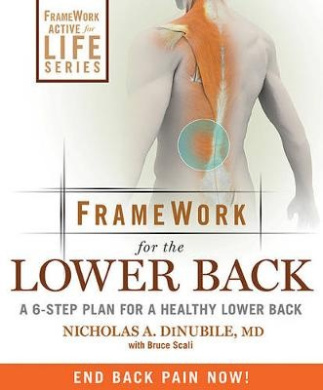 FRAMEWORK
ACTIVE for
LIFE
SERIES
FRAMEWORK
for the
LOWER BACK
A 6-STEP PLAN FOR A HEALTHY LOWER BACK
NICHOLAS A. DINUBILE, MD
with Bruce Scali
END BACK PAIN NOW!